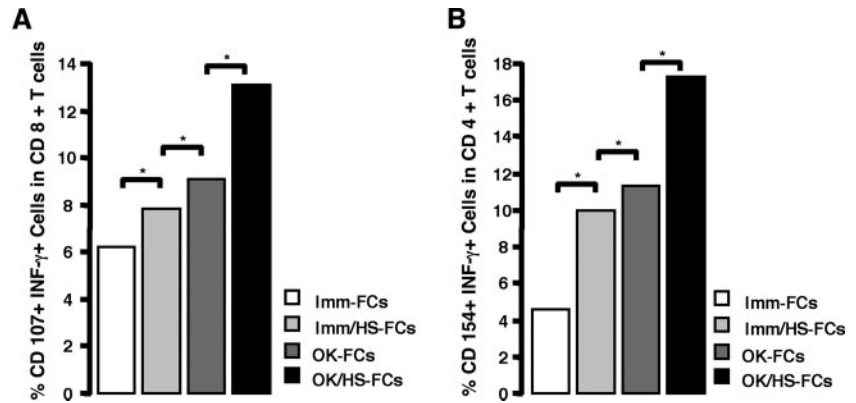 A
% CD 107+ INF-γ+ Cells in CD 8 + T cells
14
12
10
8
6
4
2
0
*
*
*
Imm-FCs
Imm/HS-FCs
OK-FCs
OK/HS-FCs
B
% CD 154+ INF-γ+ Cells in CD 4 + T cells
18
16
14
12
10
8
6
4
2
0
*
*
*
Imm-FCs
Imm/HS-FCs
OK-FCs
OK/HS-FCs